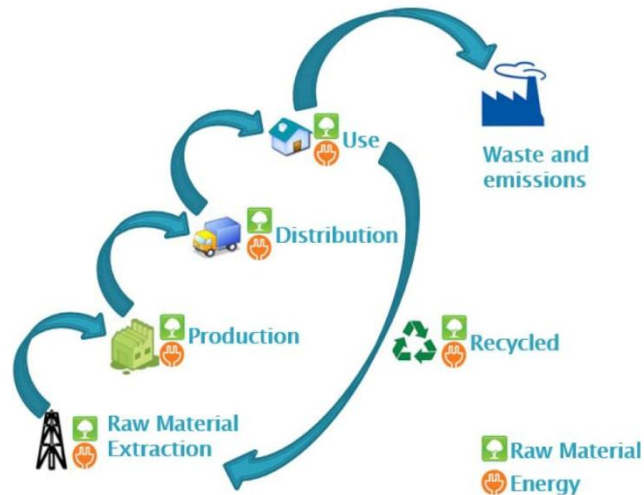 Use
Waste and
emissions
Distribution
Production
Recycled
Raw Material
Extraction
Raw Material
Energy